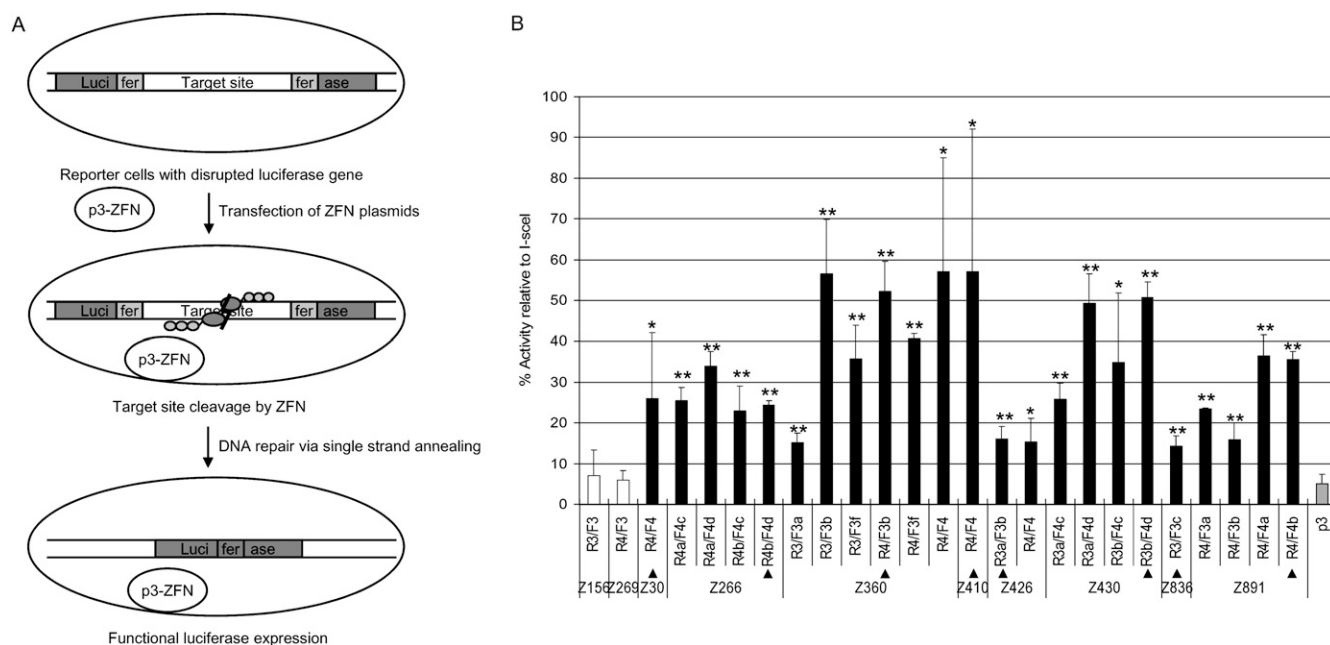 A
Luci fer Target site fer ase
Reporter cells with disrupted luciferase gene
p3-ZFN
Transfection of ZFN plasmids
Luci fer Target site fer ase
p3-ZFN
Target site cleavage by ZFN
DNA repair via single strand annealing
Luci fer ase
p3-ZFN
Functional luciferase expression
B
% Activity relative to I-sceI
100
90
80
70
60
50
40
30
20
10
0
* ** ** ** ** ** ** ** ** ** * * ** * ** ** * ** ** ** ** ** **
R3/F3 R4/F3 R4/F4 R4a/F4c R4a/F4d R4b/F4c R4b/F4d R3/F3a R3/F3b R3/F3f R4/F3b R4/F3f R4/F4 R4/F4 R3a/F3b R4/F4 R3a/F4c R3a/F4d R3b/F4c R3b/F4d R3/F3c R4/F3a R4/F3b R4/F4a R4/F4b p3
Z156 Z269 Z30 Z266 Z360 Z410 Z426 Z430 Z836 Z891